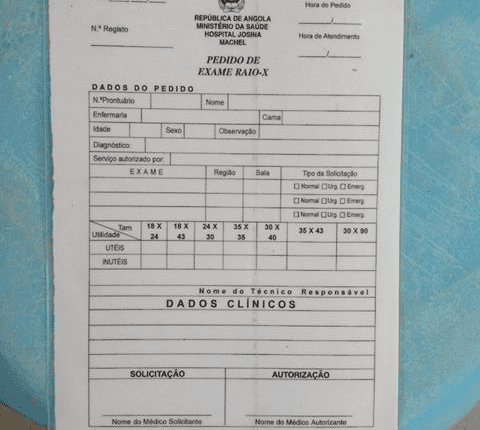 Hora do Pedido
REPÚBLICA DE ANGOLA
MINISTÉRIO DA SAÚDE
HOSPITAL JOSINA
MACHEL
N.º Registo
Hora de Atendimento
PEDIDO DE
EXAME RAIO-X
DADOS DO PEDIDO
N.ºProntuário Nome
Enfermaria Cama
Idade Sexo Observação
Diagnóstico:
Serviço autorizado por:
EXAME Região Sala Tipo da Solicitação
Normal Urg Emerg.
Normal Urg. Emerg.
Normal Urg. Emerg.
Tam Utilidade 18 X 24 18 X 43 24 X 30 35 X 35 30 X 40 35 X 43 30 X 90
UTÉIS
INUTÉIS
Nome do Técnico Responsável
DADOS CLÍNICOS
SOLICITAÇÃO AUTORIZAÇÃO
Nome do Médico Solicitante Nome do Médico Autorizante